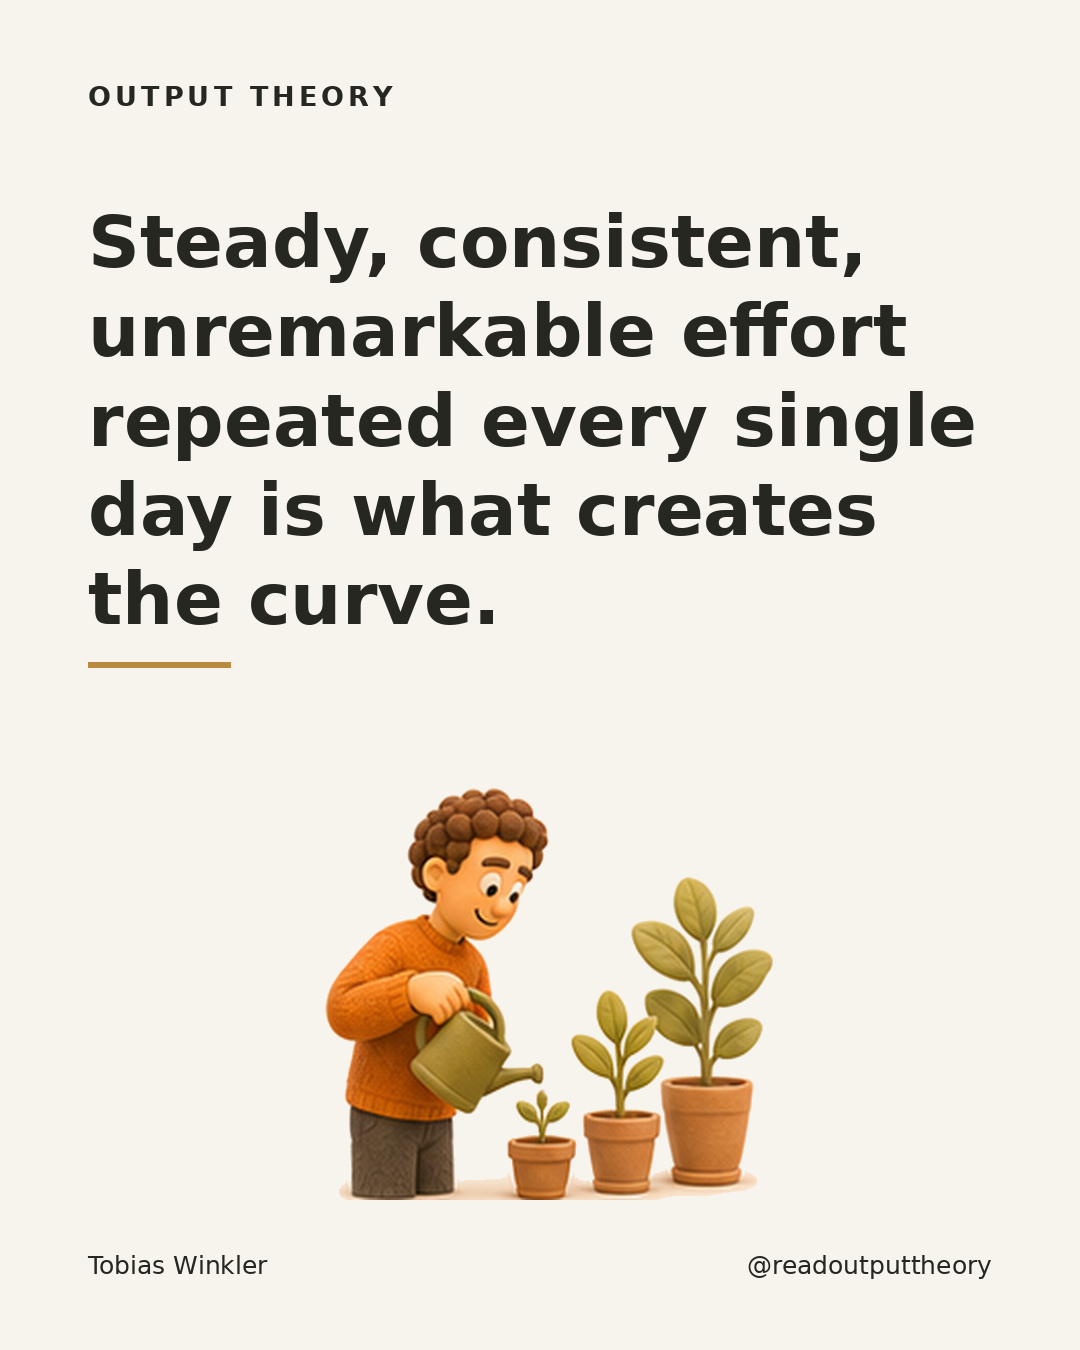 OUTPUT THEORY
Steady, consistent,
unremarkable effort
repeated every single
day is what creates
the curve.
Tobias Winkler
@readoutputtheory